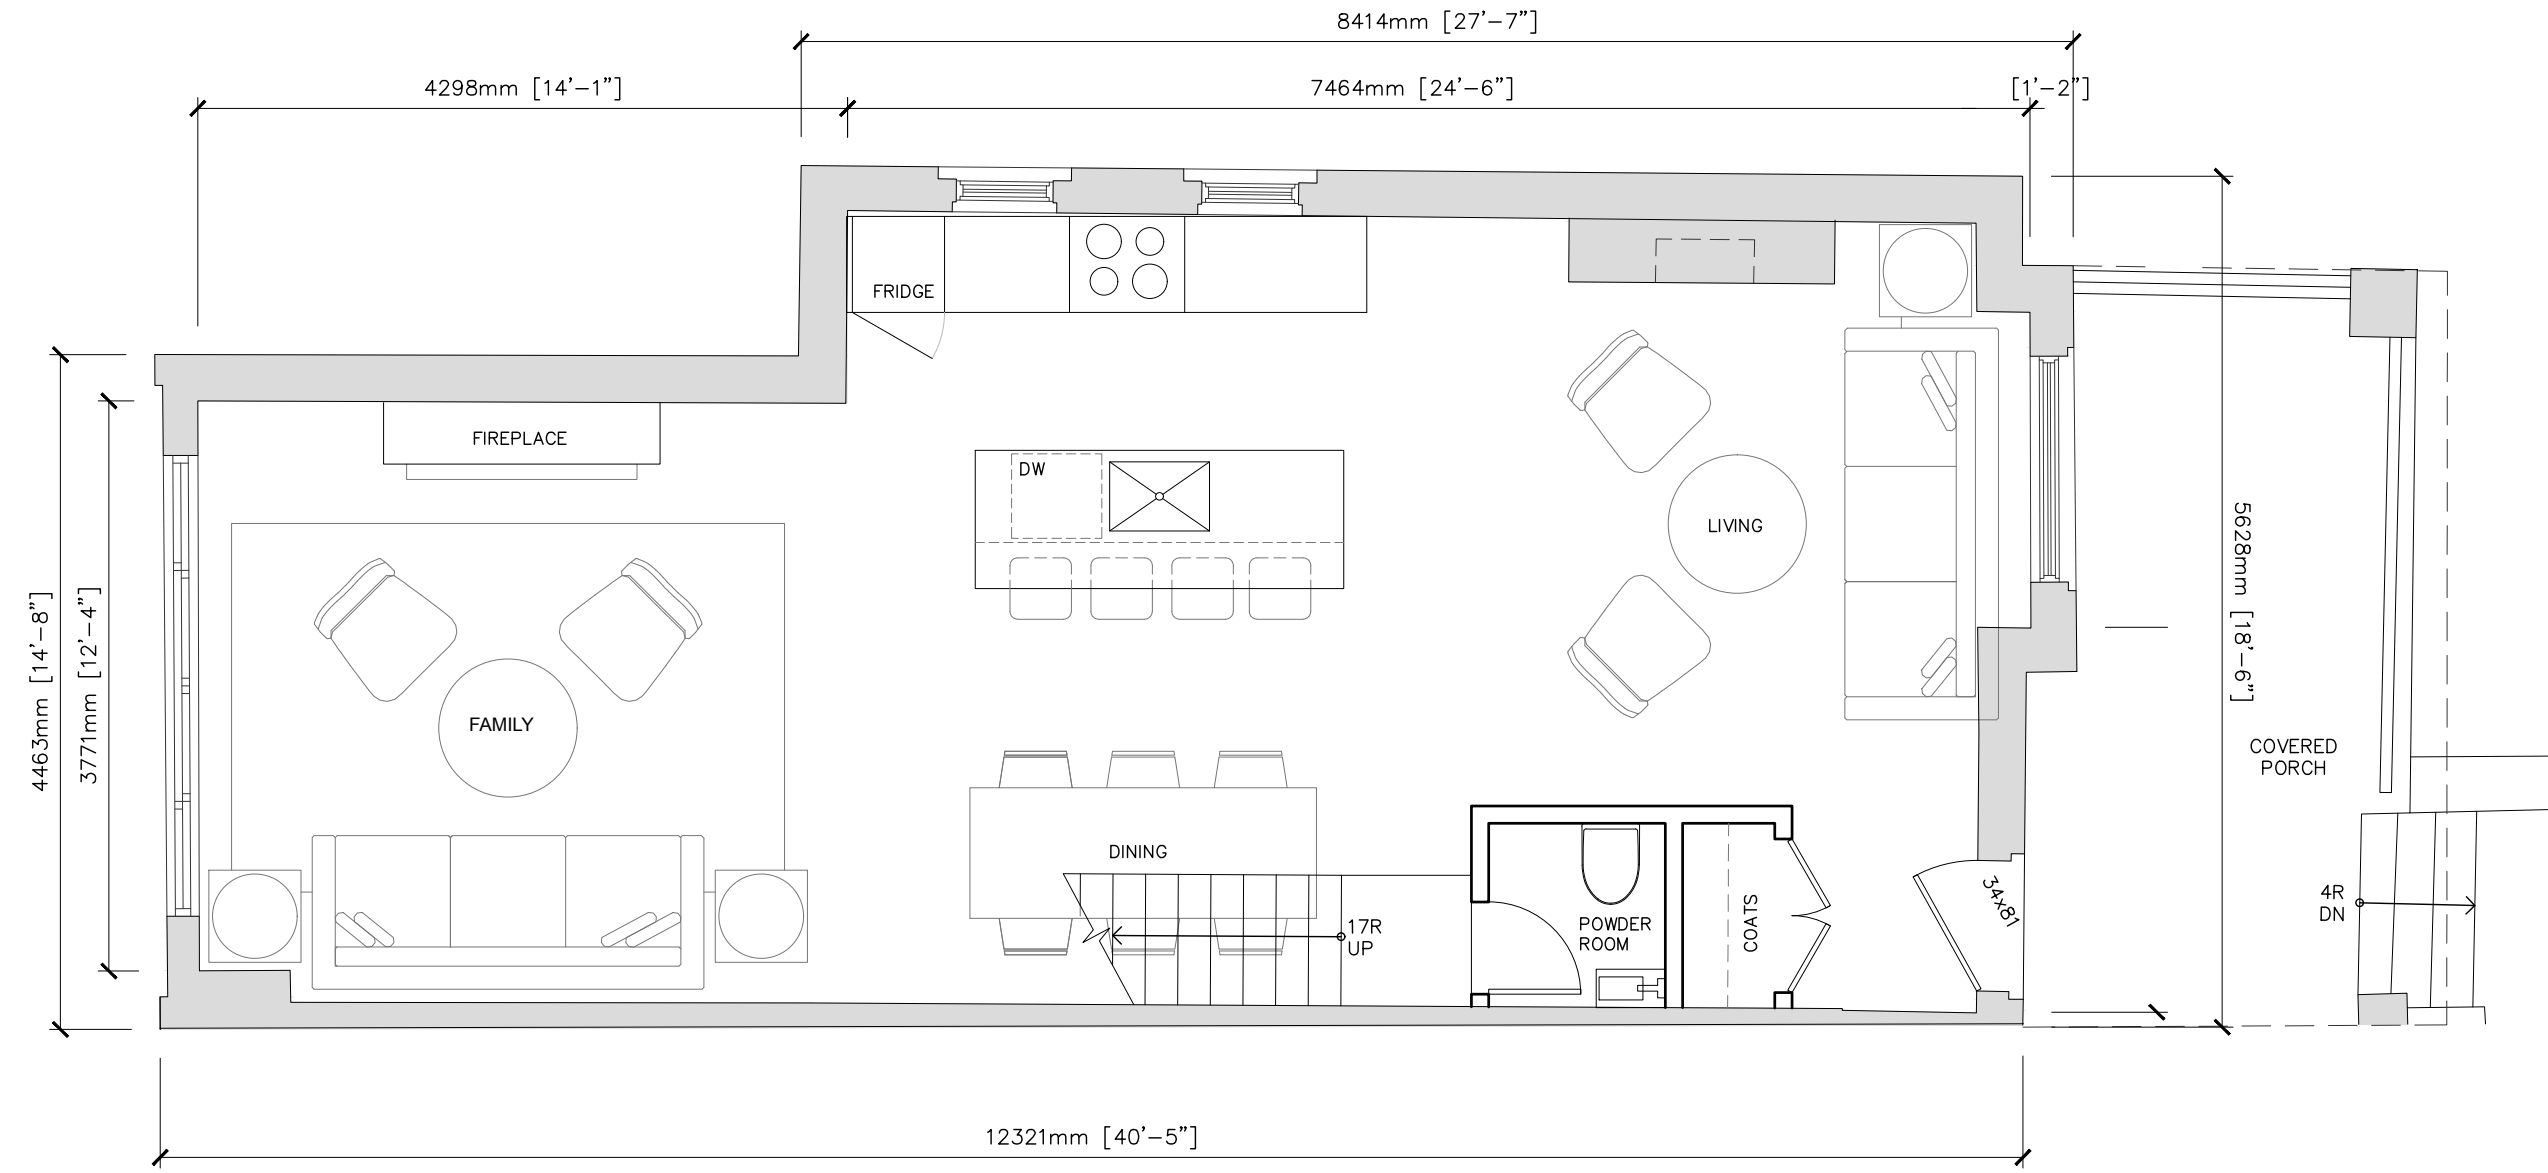 8414mm [27'-7"]
4298mm [14'-1"]
7464mm [24'-6"]
[1'-2"]
FRIDGE
FIREPLACE
DW
LIVING
5628mm [18'-6"]
4463mm [14'-8"]
3771mm [12'-4"]
FAMILY
COVERED
PORCH
DINING
34x81
4R
DN
COATS
POWDER
ROOM
17R
UP
12321mm [40'-5"]